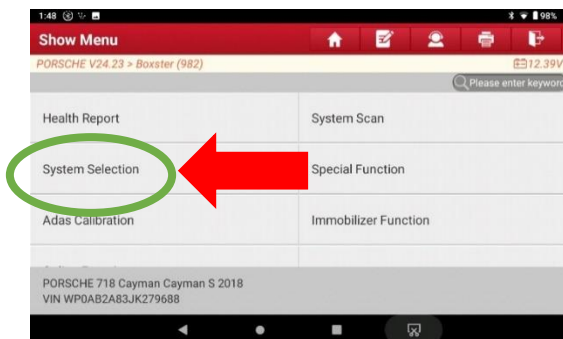 1:48
98%
Show Menu
PORSCHE V24.23 > Boxster (982)
12.39V
Please enter keyword
Health Report
System Scan
System Selection
Special Function
Adas Calibration
Immobilizer Function
PORSCHE 718 Cayman Cayman S 2018
VIN WP0AB2A83JK279688